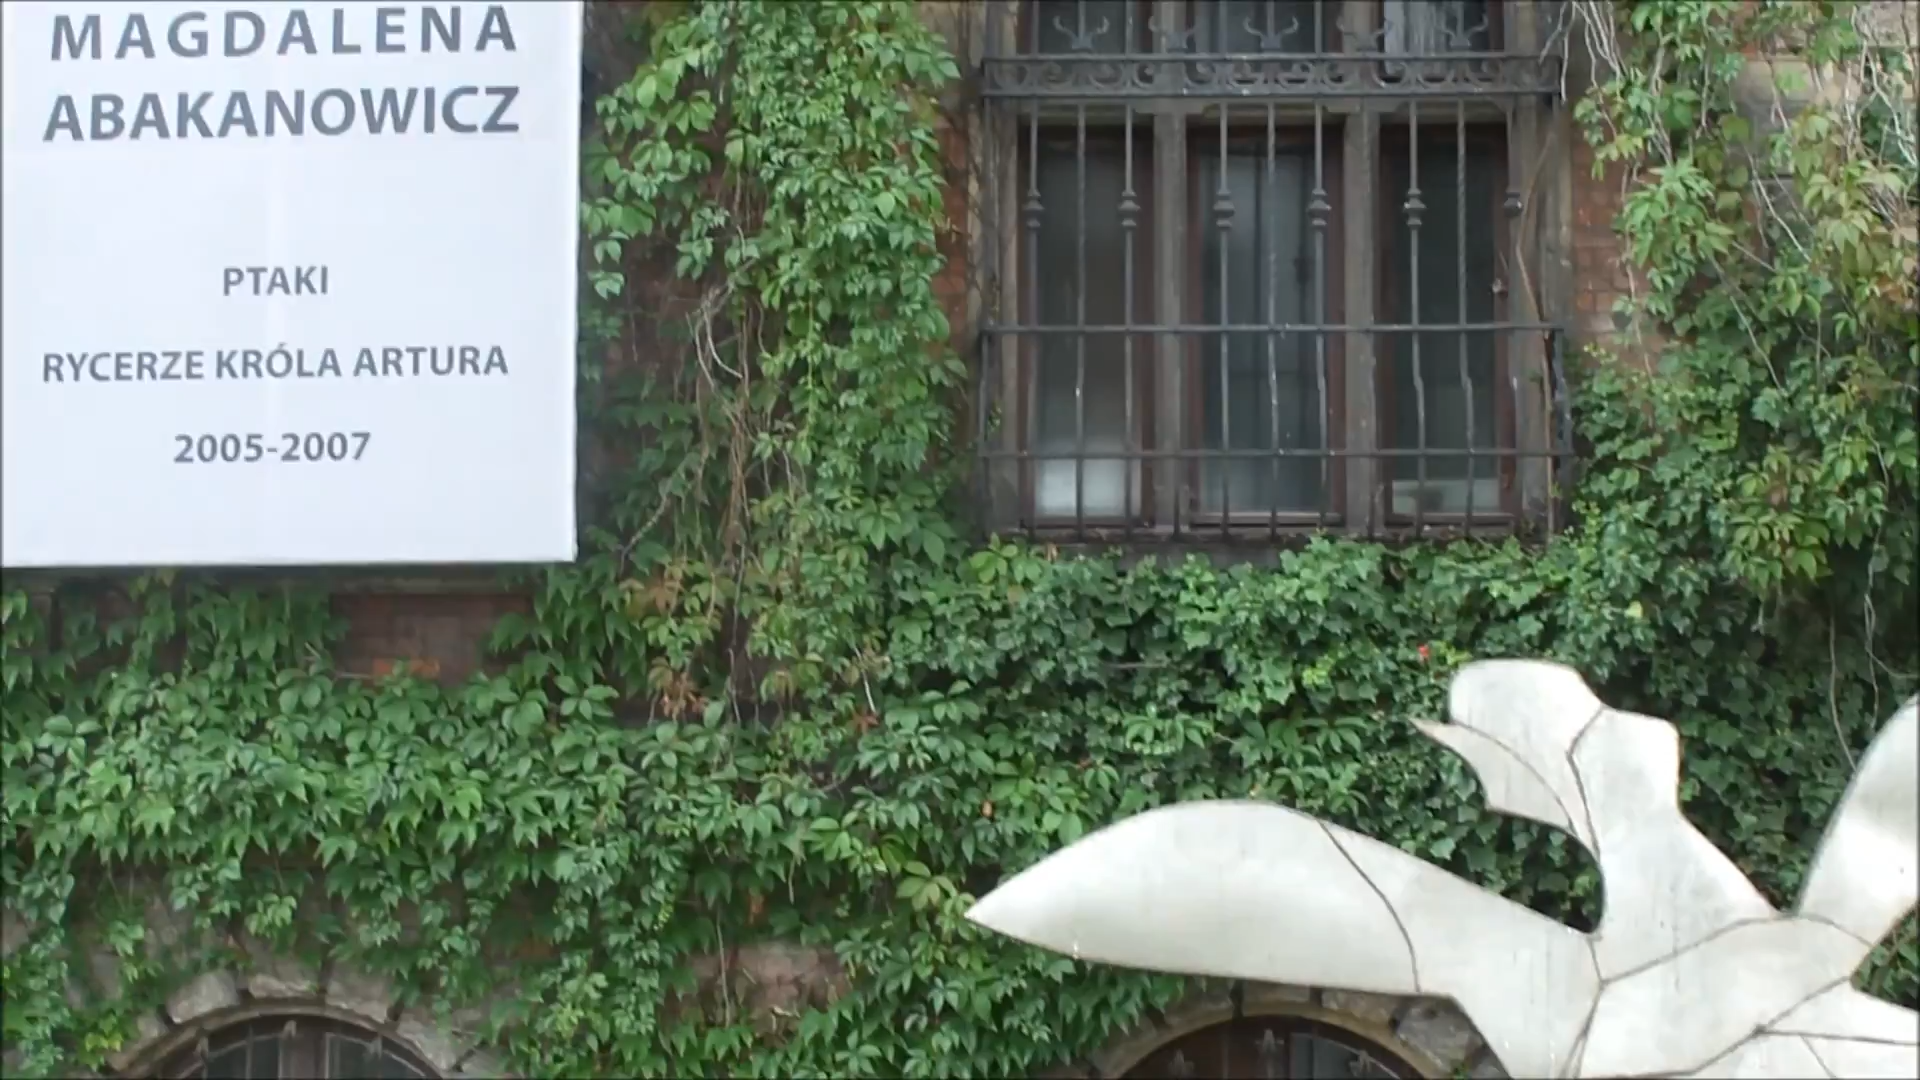 MAGDALENA
ABAKANOWICZ
PTAKI
RYCERZE KRÓLA ARTURA
2005-2007